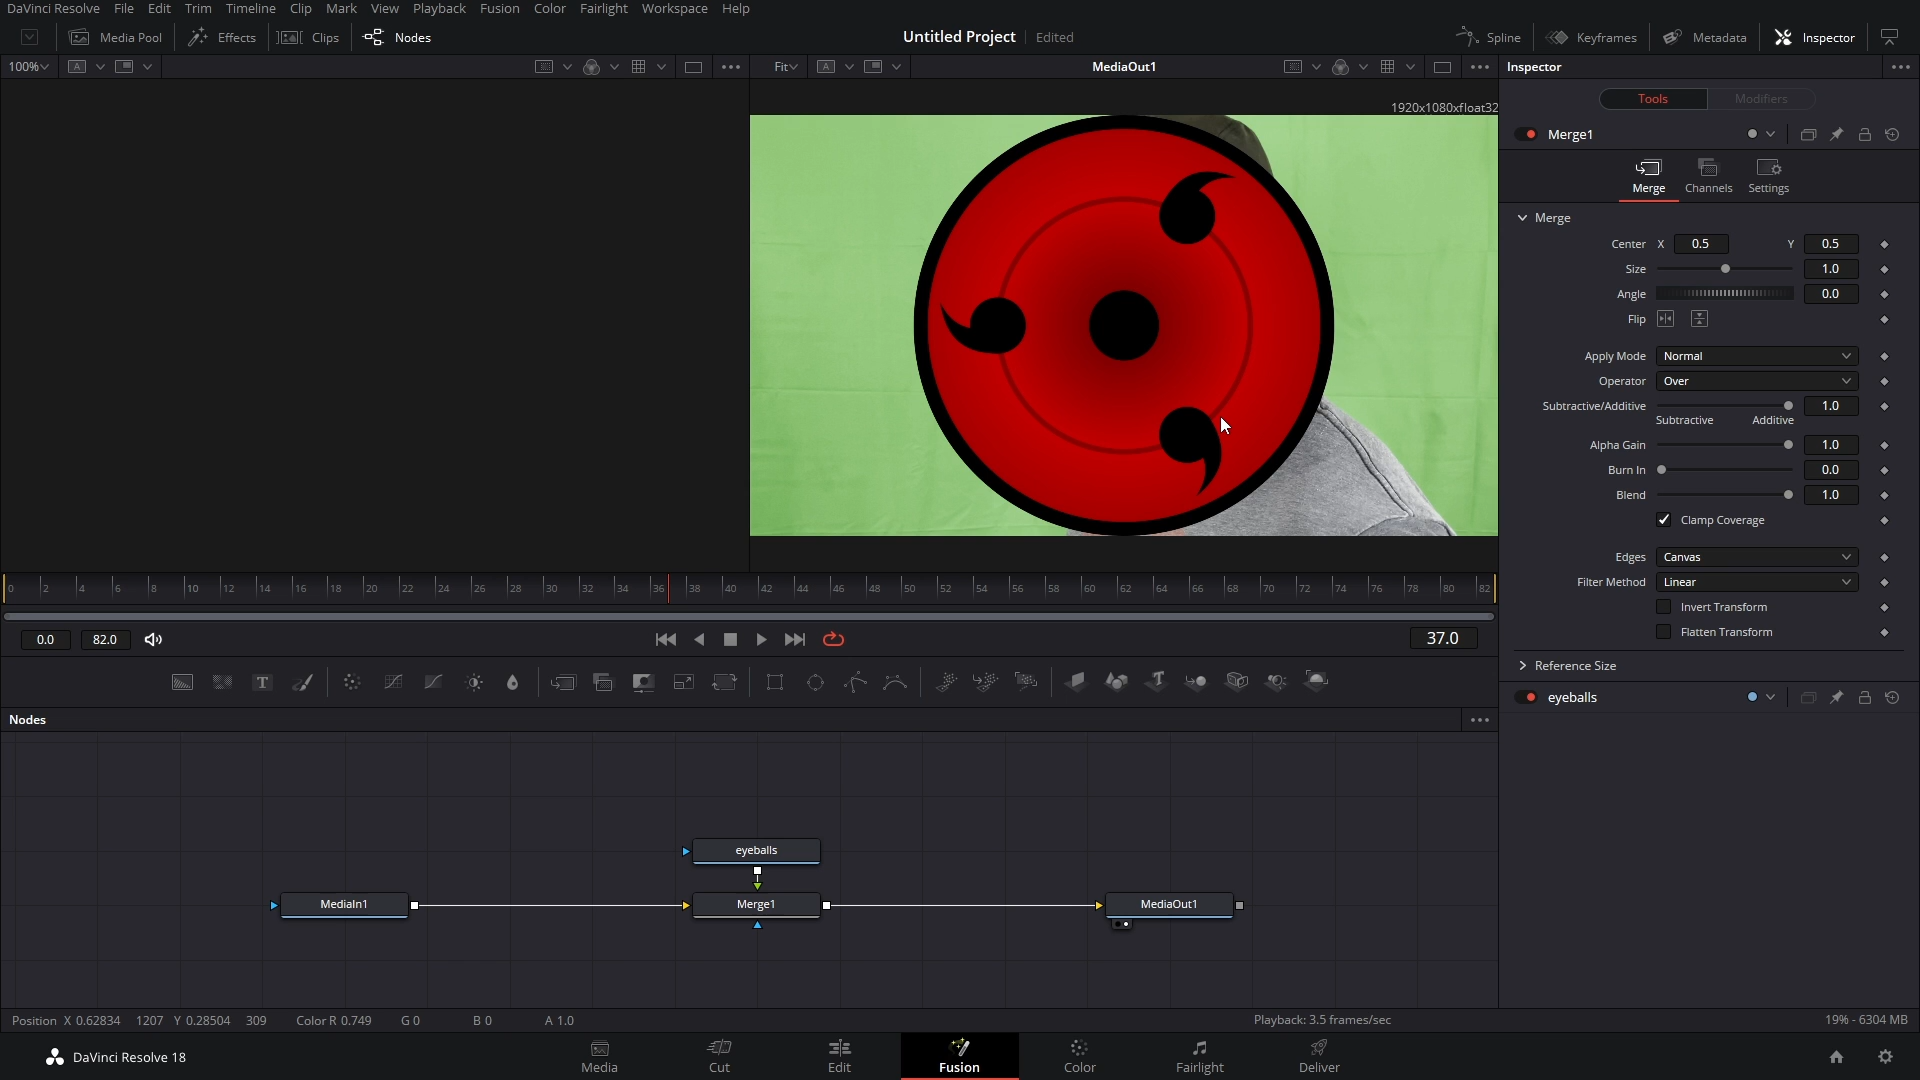 DaVinci Resolve File Edit Trim Timeline Clip Mark View Playback Fusion Color Fairlight Workspace Help
Media Pool Effects Clips Nodes Untitled Project Edited Spline Keyframes Metadata Inspector
100% A Fit A MediaOut1 Inspector
1920x1080xfloat32
Tools Modifiers
Merge1
Merge Channels Settings
Merge
Center X 0.5 Y 0.5
Size 1.0
Angle 0.0
Flip
Apply Mode Normal
Operator Over
Subtractive/Additive 1.0
Subtractive Additive
Alpha Gain 1.0
Burn In 0.0
Blend 1.0
Clamp Coverage
Edges Canvas
Filter Method Linear
Invert Transform
Flatten Transform
Reference Size
eyeballs
0 2 4 6 8 10 12 14 16 18 20 22 24 26 28 30 32 34 36 38 40 42 44 46 48 50 52 54 56 58 60 62 64 66 68 70 72 74 76 78 80 82
0.0 82.0 37.0
T T
Nodes
eyeballs
MediaIn1 Merge1 MediaOut1
Position X 0.62834 1207 Y 0.28504 309 Color R 0.749 G 0 B 0 A 1.0 Playback: 3.5 frames/sec 19% - 6304 MB
DaVinci Resolve 18 Media Cut Edit Fusion Color Fairlight Deliver